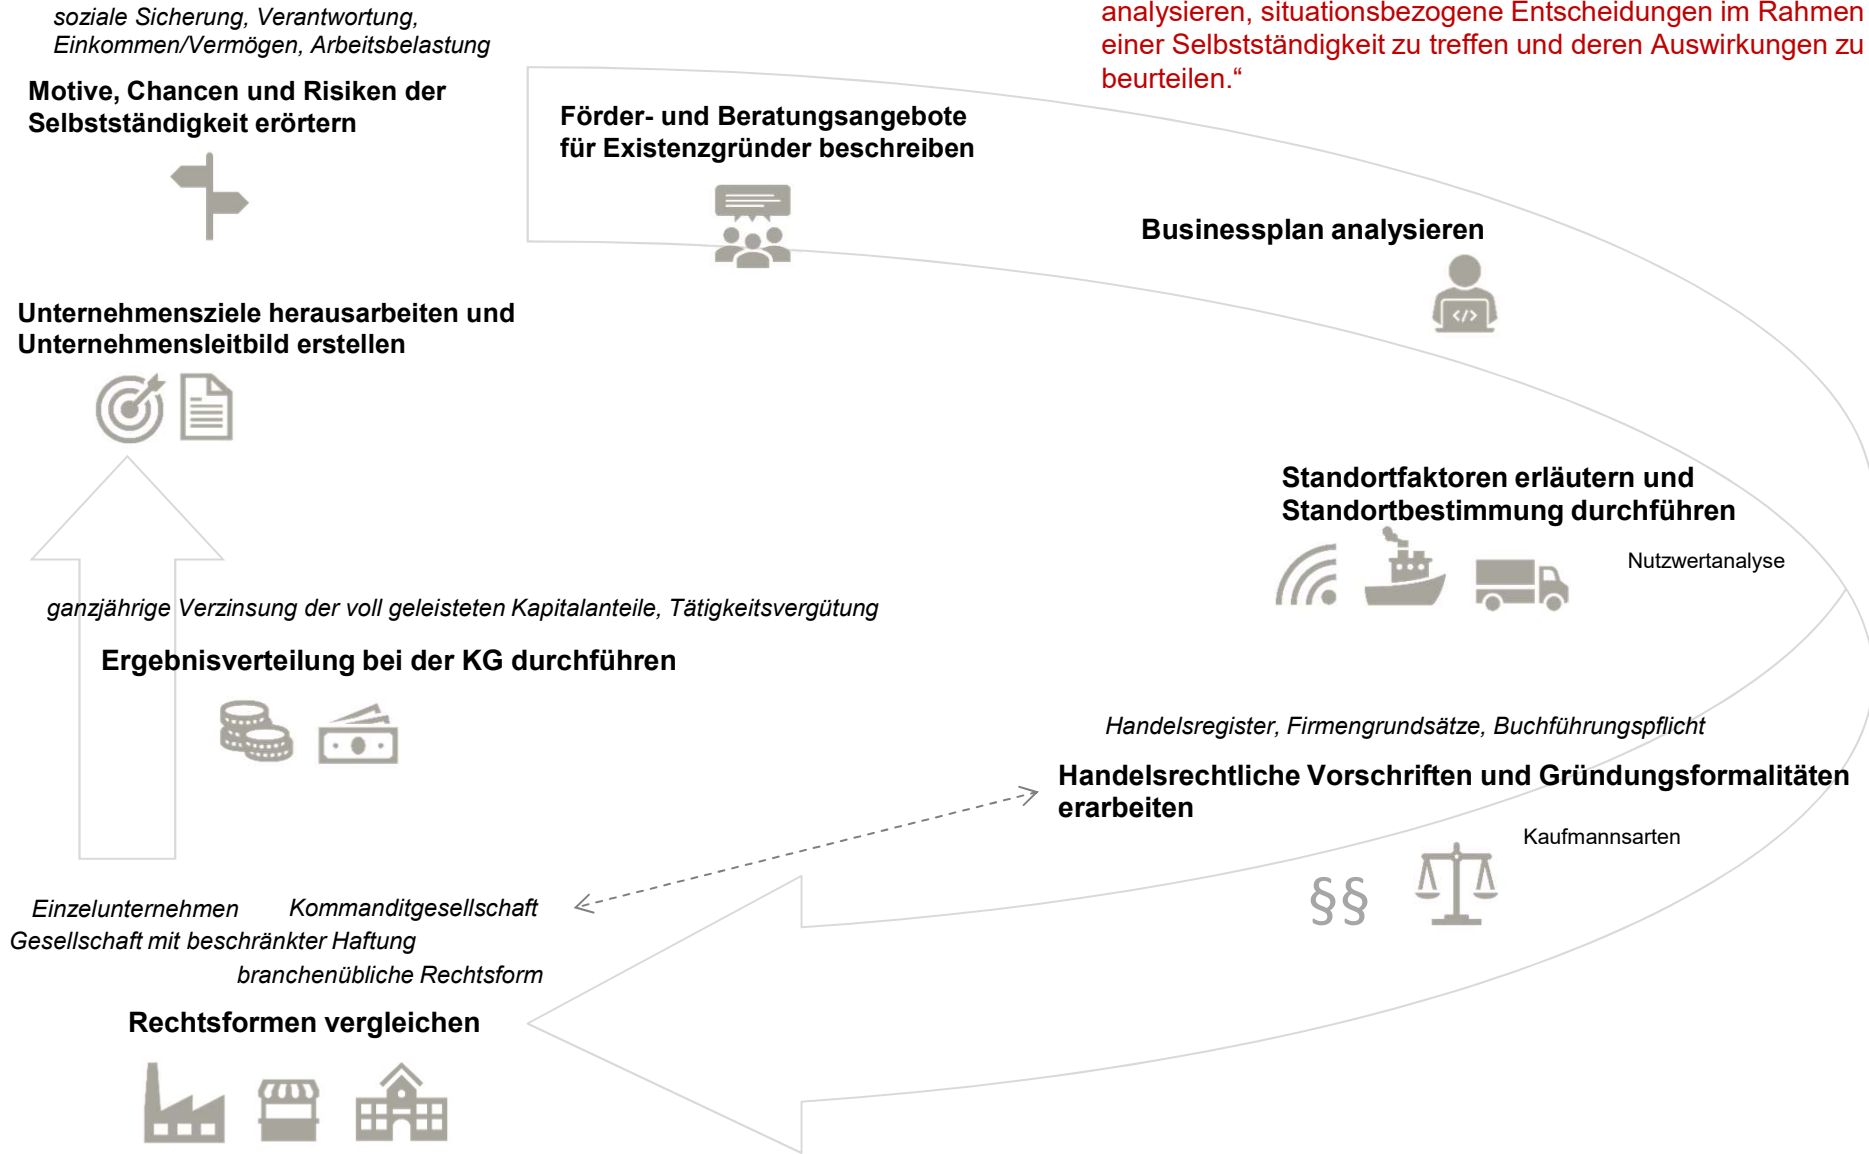 soziale Sicherung, Verantwortung,
Einkommen/Vermögen, Arbeitsbelastung
Motive, Chancen und Risiken der
Selbstständigkeit erörtern
analysieren, situationsbezogene Entscheidungen im Rahmen
einer Selbstständigkeit zu treffen und deren Auswirkungen zu
beurteilen.“
Förder- und Beratungsangebote
für Existenzgründer beschreiben
Businessplan analysieren
</>
Unternehmensziele herausarbeiten und
Unternehmensleitbild erstellen
Standortfaktoren erläutern und
Standortbestimmung durchführen
Nutzwertanalyse
ganzjährige Verzinsung der voll geleisteten Kapitalanteile, Tätigkeitsvergütung
Ergebnisverteilung bei der KG durchführen
Handelsregister, Firmengrundsätze, Buchführungspflicht
Handelsrechtliche Vorschriften und Gründungsformalitäten
erarbeiten
Kaufmannsarten
§§
Einzelunternehmen Kommanditgesellschaft
Gesellschaft mit beschränkter Haftung
branchenübliche Rechtsform
Rechtsformen vergleichen